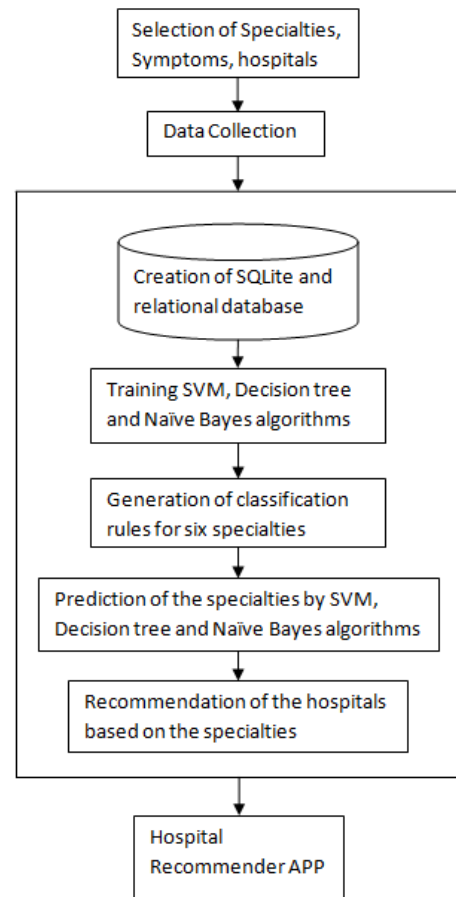 Selection of Specialties,
Symptoms, hospitals
Data Collection
Creation of SQLite and
relational database
Training SVM, Decision tree
and Naïve Bayes algorithms
Generation of classification
rules for six specialties
Prediction of the specialties by SVM,
Decision tree and Naïve Bayes algorithms
Recommendation of the hospitals
based on the specialties
Hospital
Recommender APP